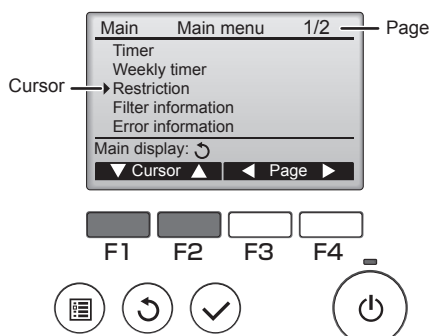 Main Main menu 1/2
Page
Timer
Weekly timer
Cursor
Restriction
Filter information
Error information
Main display:
Cursor Page
F1 F2 F3 F4